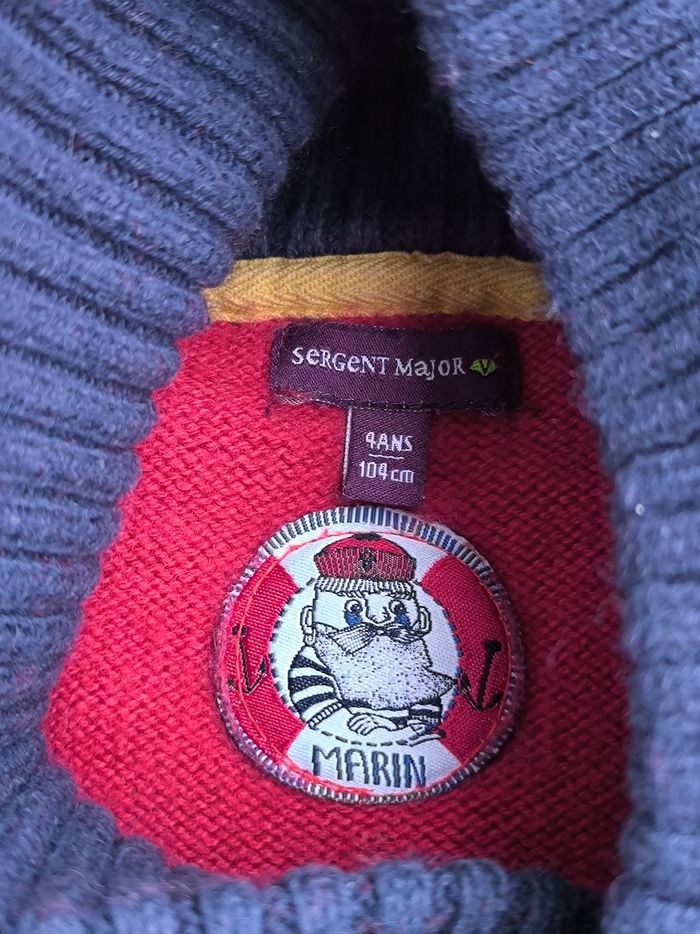 SeRGeNT MaJoR
4ANS
104cm
MARIN